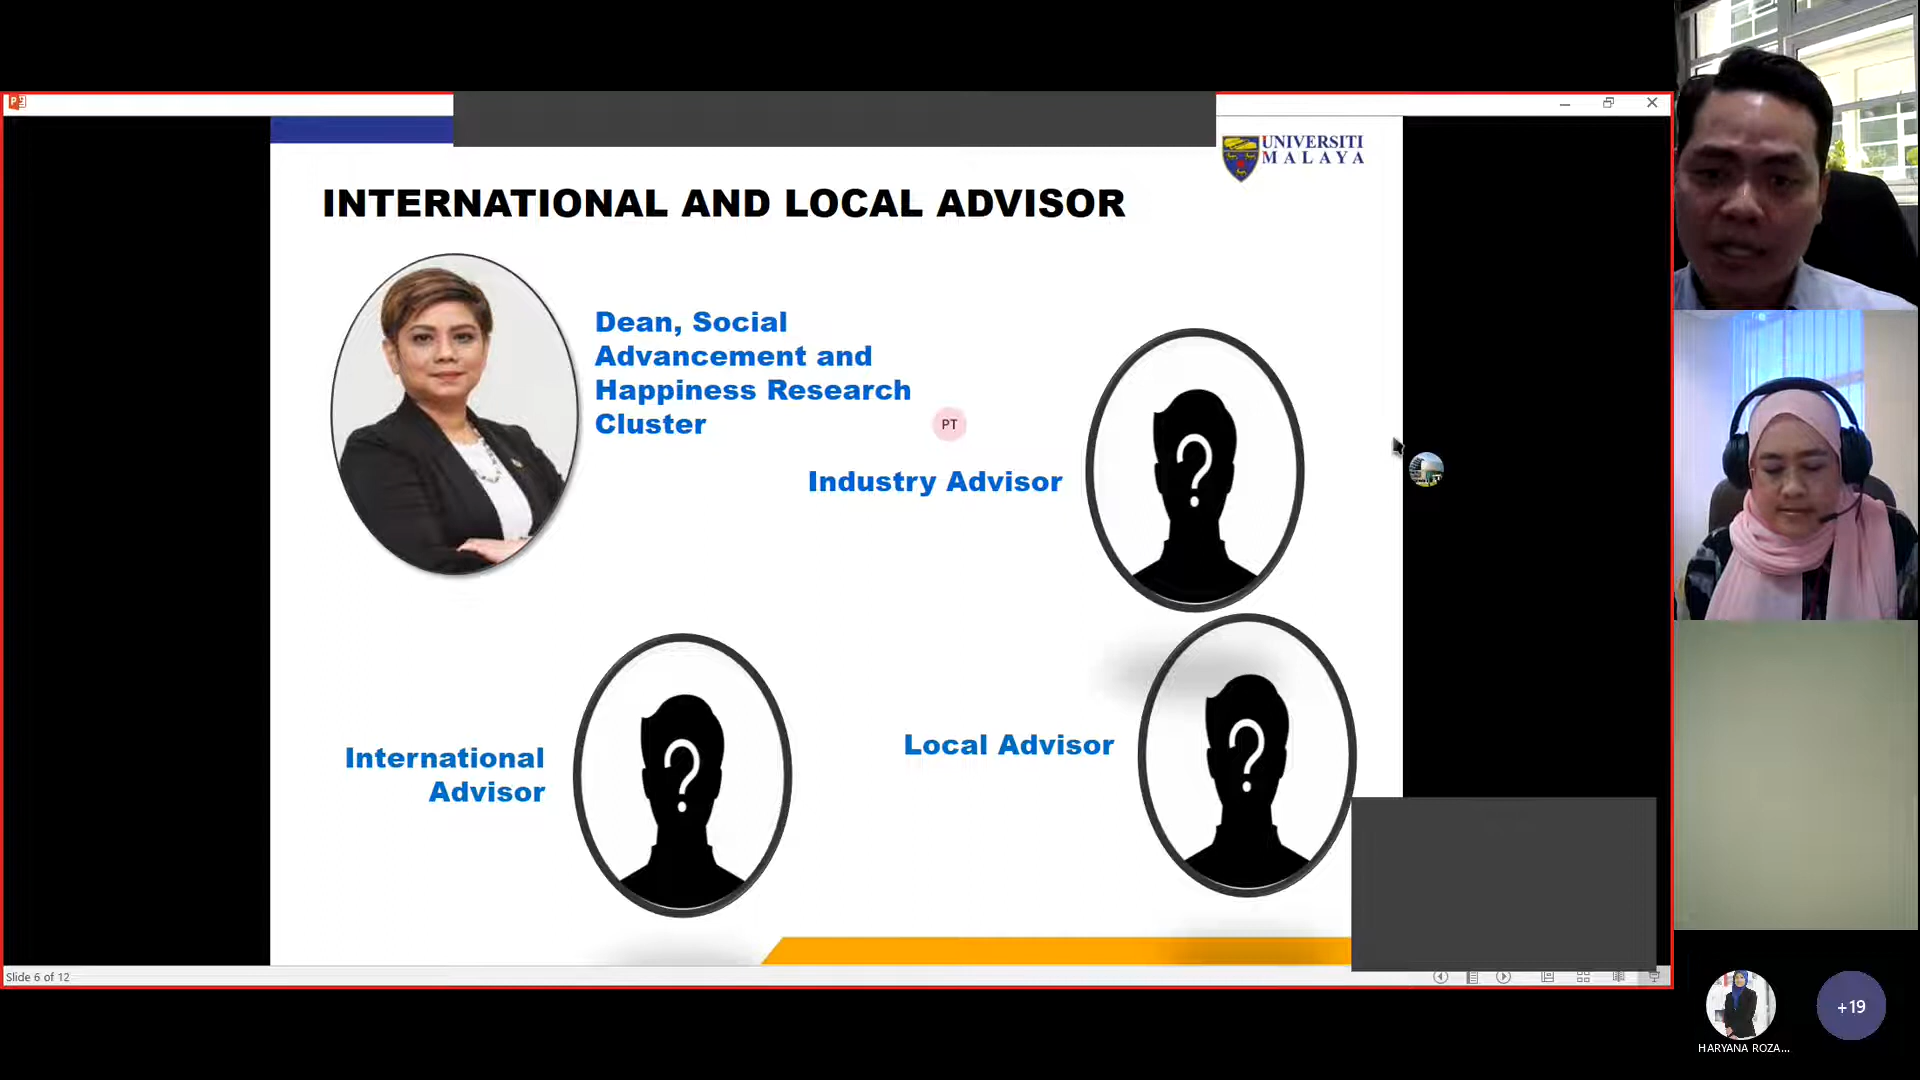 UNIVERSITI
MALAYA
INTERNATIONAL AND LOCAL ADVISOR
Dean, Social
Advancement and
Happiness Research
Cluster
PT
Industry Advisor
?
International
Advisor
?
Local Advisor
?
Slide 6 of 12
+19
HARYANA ROZA...